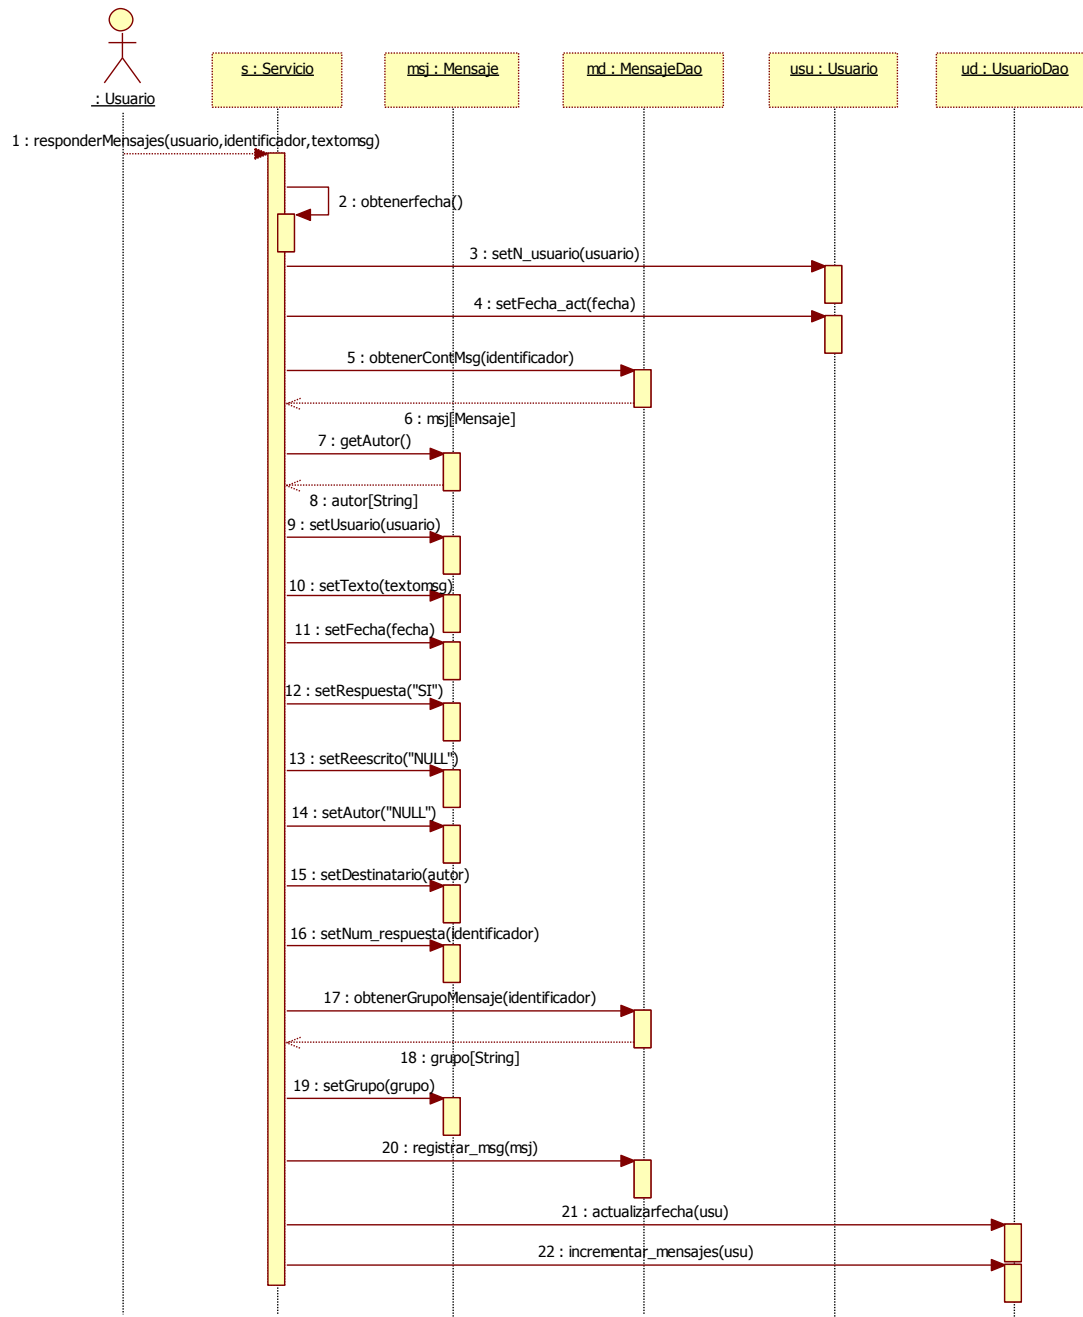 : Usuario
s : Servicio
msj : Mensaje
md : MensajeDao
usu : Usuario
ud : UsuarioDao
1 : responderMensajes(usuario,identificador,textomsg)
2 : obtenerfecha()
3 : setN_usuario(usuario)
4 : setFecha_act(fecha)
5 : obtenerContMsg(identificador)
6 : msj[Mensaje]
7 : getAutor()
8 : autor[String]
9 : setUsuario(usuario)
10 : setTexto(textomsg)
11 : setFecha(fecha)
12 : setRespuesta("SI")
13 : setReescrito("NULL")
14 : setAutor("NULL")
15 : setDestinatario(autor)
16 : setNum_respuesta(identificador)
17 : obtenerGrupoMensaje(identificador)
18 : grupo[String]
19 : setGrupo(grupo)
20 : registrar_msg(msj)
21 : actualizarfecha(usu)
22 : incrementar_mensajes(usu)